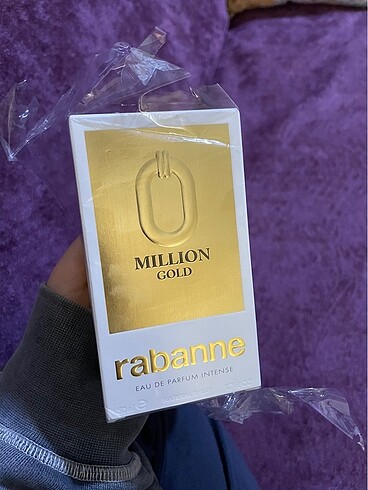 MILLION
GOLD
rabanne
EAU DE PARFUM INTENSE